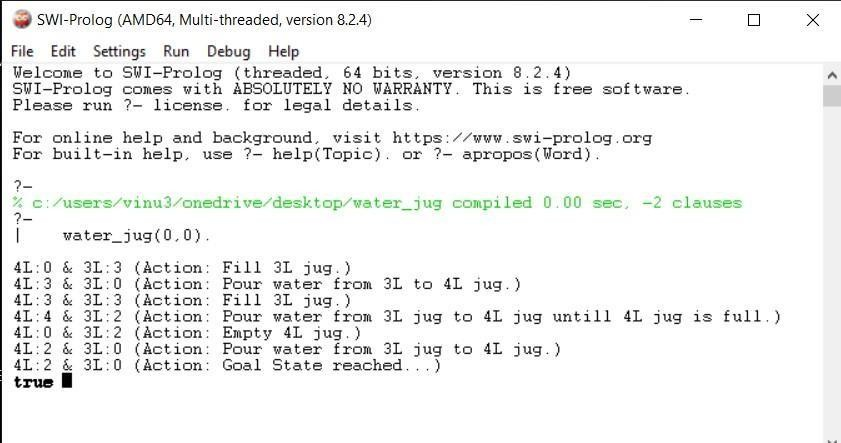 SWI-Prolog (AMD64, Multi-threaded, version 8.2.4)
File Edit Settings Run Debug Help
Welcome to SWI-Prolog (threaded, 64 bits, version 8.2.4)
SWI-Prolog comes with ABSOLUTELY NO WARRANTY. This is free software.
Please run ?- license. for legal details.
For online help and background, visit https://www.swi-prolog.org
For built-in help, use ?- help(Topic). or ?- apropos(Word).
?-
% c:/users/vinu3/onedrive/desktop/water_jug compiled 0.00 sec, -2 clauses
?-
|    water_jug(0,0).
4L:0 & 3L:3 (Action: Fill 3L jug.)
4L:3 & 3L:0 (Action: Pour water from 3L to 4L jug.)
4L:3 & 3L:3 (Action: Fill 3L jug.)
4L:4 & 3L:2 (Action: Pour water from 3L jug to 4L jug untill 4L jug is full.)
4L:0 & 3L:2 (Action: Empty 4L jug.)
4L:2 & 3L:0 (Action: Pour water from 3L jug to 4L jug.)
4L:2 & 3L:0 (Action: Goal State reached...)
true